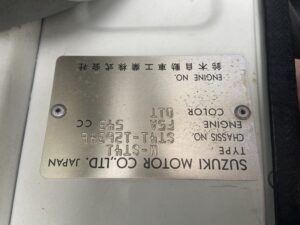 SUZUKI MOTOR CO.,LTD. JAPAN
TYPE M-ST41
CHASSIS NO.
ENGINE F5A 543 CC
COLOR
ENGINE NO.
鈴木自動車工業株式会社